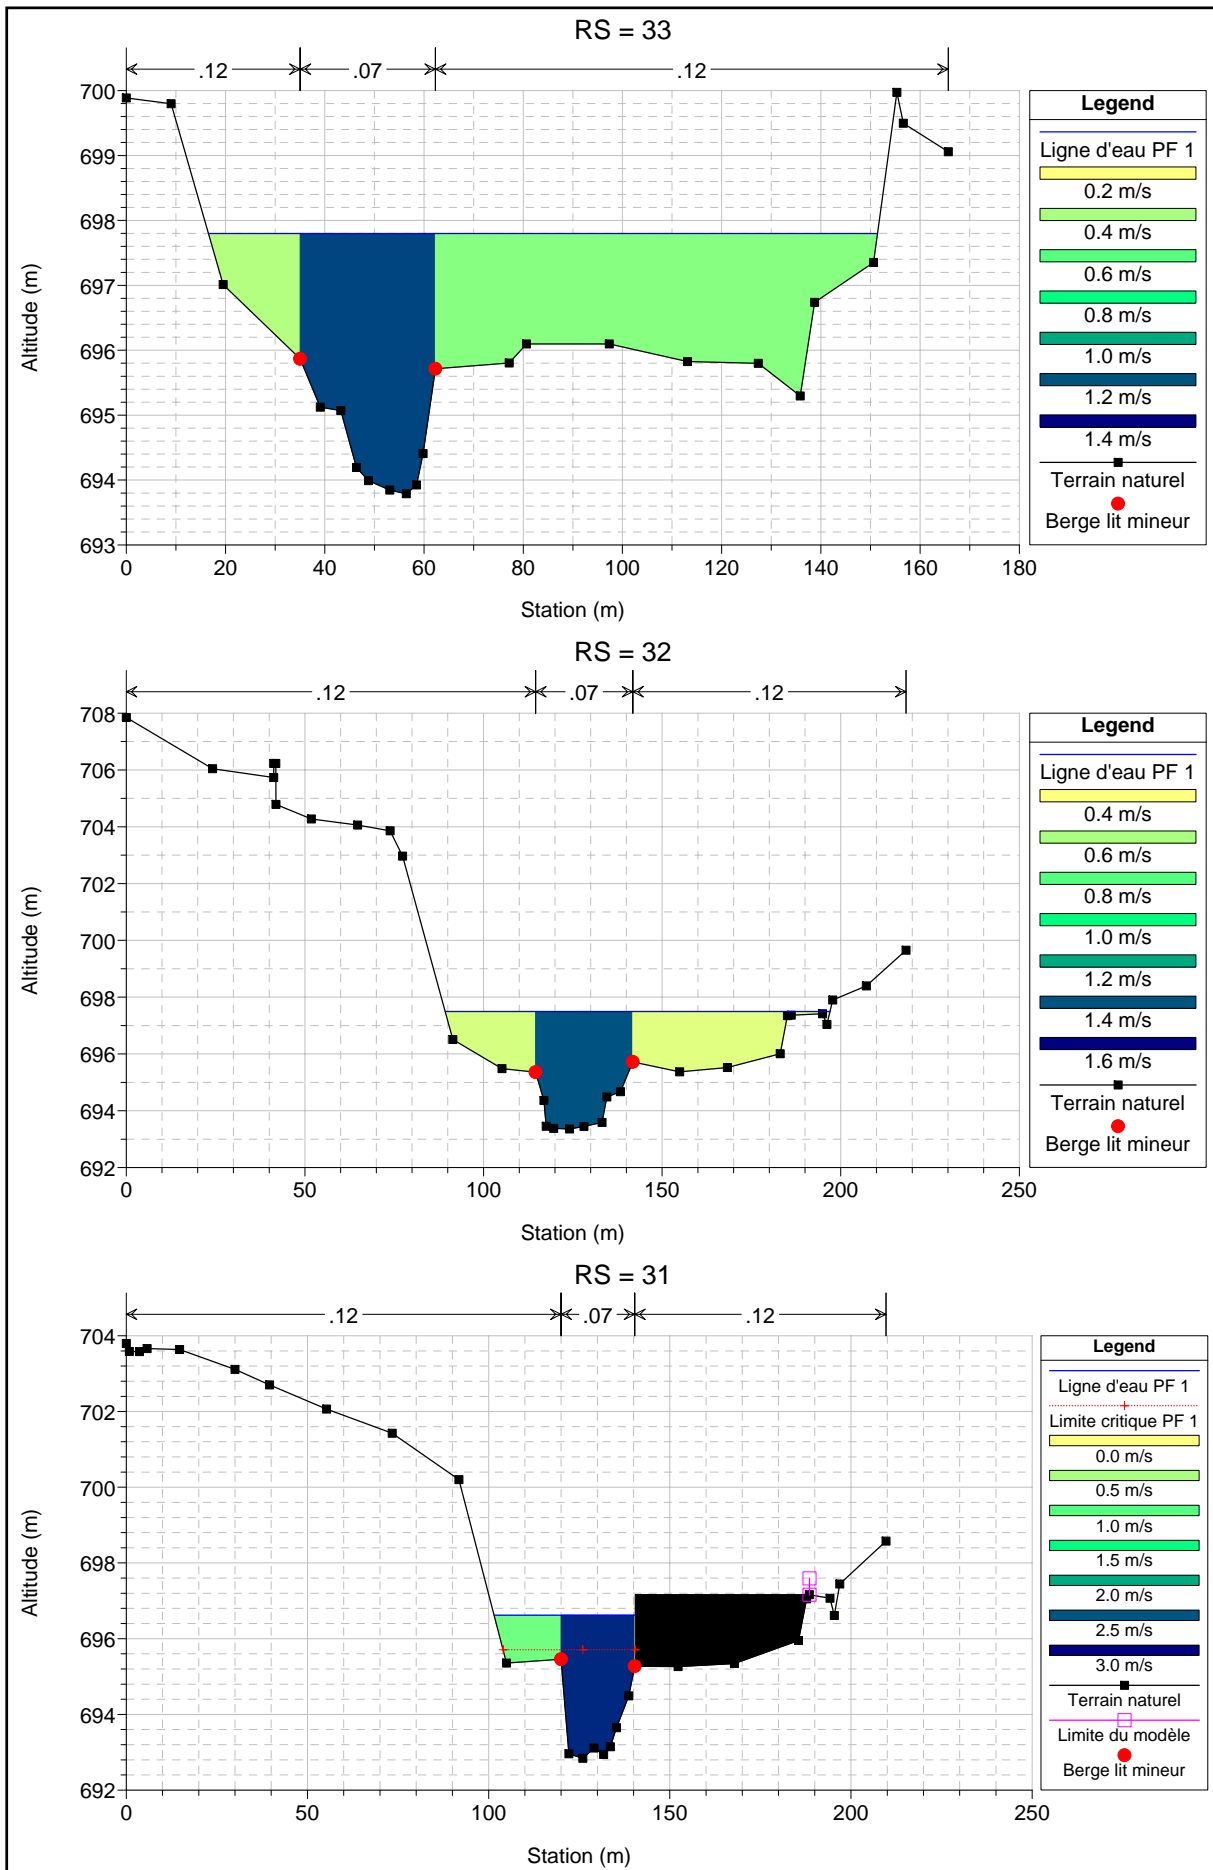 RS = 33
.12
.07
.12
700
699
698
697
696
695
694
693
0
20
40
60
80
100
120
140
160
180
Altitude (m)
Station (m)
Legend
Ligne d'eau PF 1
0.2 m/s
0.4 m/s
0.6 m/s
0.8 m/s
1.0 m/s
1.2 m/s
1.4 m/s
Terrain naturel
Berge lit mineur
RS = 32
.12
.07
.12
708
706
704
702
700
698
696
694
692
0
50
100
150
200
250
Altitude (m)
Station (m)
Legend
Ligne d'eau PF 1
0.4 m/s
0.6 m/s
0.8 m/s
1.0 m/s
1.2 m/s
1.4 m/s
1.6 m/s
Terrain naturel
Berge lit mineur
RS = 31
.12
.07
.12
704
702
700
698
696
694
692
0
50
100
150
200
250
Altitude (m)
Station (m)
Legend
Ligne d'eau PF 1
Limite critique PF 1
0.0 m/s
0.5 m/s
1.0 m/s
1.5 m/s
2.0 m/s
2.5 m/s
3.0 m/s
Terrain naturel
Limite du modèle
Berge lit mineur